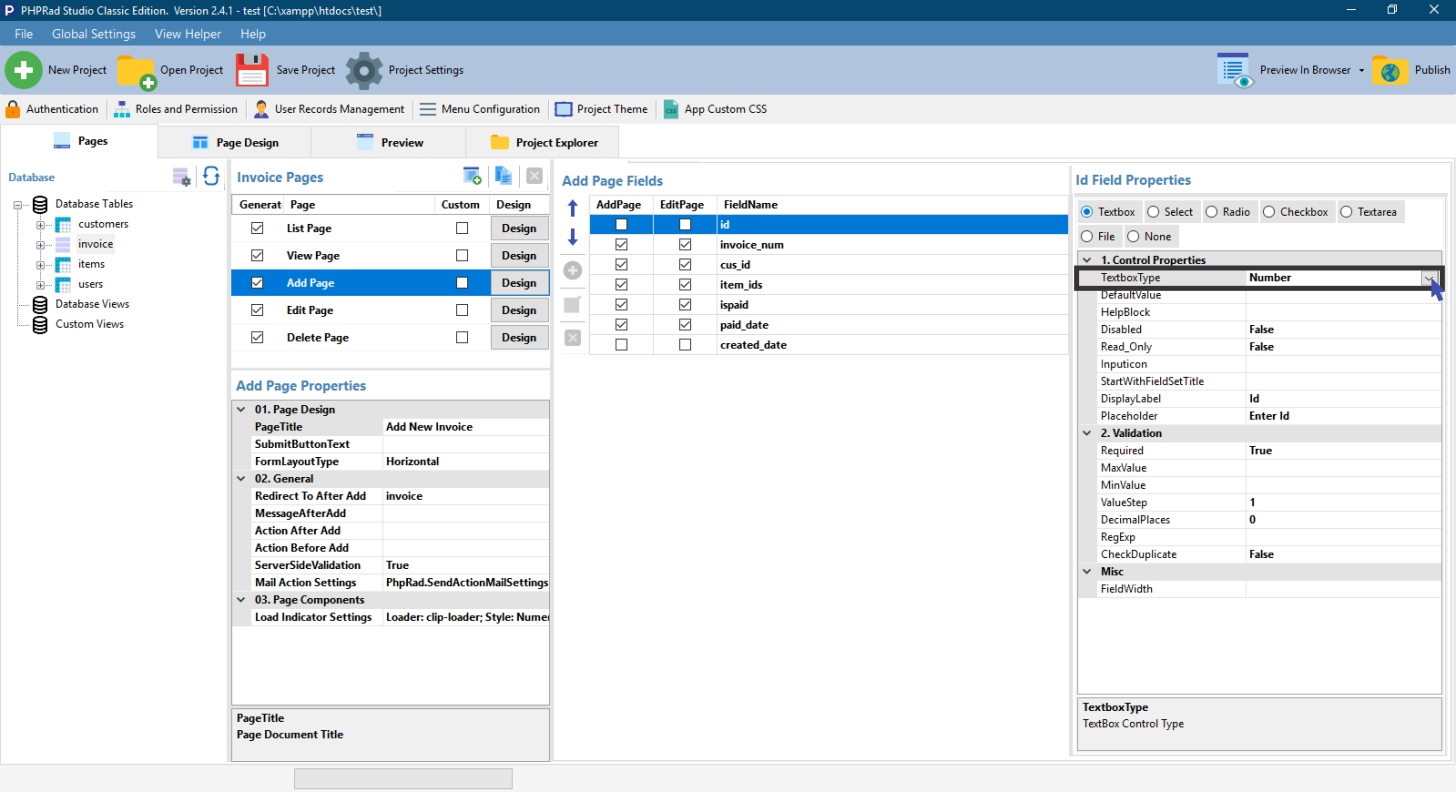 PHPRad Studio Classic Edition. Version 2.4.1 - test [C:\xampp\htdocs\test\]
File Global Settings View Helper Help
New Project Open Project Save Project Project Settings Preview In Browser Publish
Authentication Roles and Permission User Records Management Menu Configuration Project Theme App Custom CSS
Pages Page Design Preview Project Explorer
Database
Database Tables
customers
invoice
items
users
Database Views
Custom Views
Invoice Pages
Generat Page Custom Design
List Page Design
View Page Design
Add Page Design
Edit Page Design
Delete Page Design
Add Page Properties
01. Page Design
PageTitle Add New Invoice
SubmitButtonText
FormLayoutType Horizontal
02. General
Redirect To After Add invoice
MessageAfterAdd
Action After Add
Action Before Add
ServerSideValidation True
Mail Action Settings PhpRad.SendActionMailSettings
03. Page Components
Load Indicator Settings Loader: clip-loader; Style: Numer
PageTitle
Page Document Title
Add Page Fields
AddPage EditPage FieldName
id
invoice_num
cus_id
item_ids
ispaid
paid_date
created_date
Id Field Properties
Textbox Select Radio Checkbox Textarea
File None
1. Control Properties
TextboxType Number
DefaultValue
HelpBlock
Disabled False
Read_Only False
Inputicon
StartWithFieldSetTitle
DisplayLabel Id
Placeholder Enter Id
2. Validation
Required True
MaxValue
MinValue
ValueStep 1
DecimalPlaces 0
RegExp
CheckDuplicate False
Misc
FieldWidth
TextboxType
TextBox Control Type